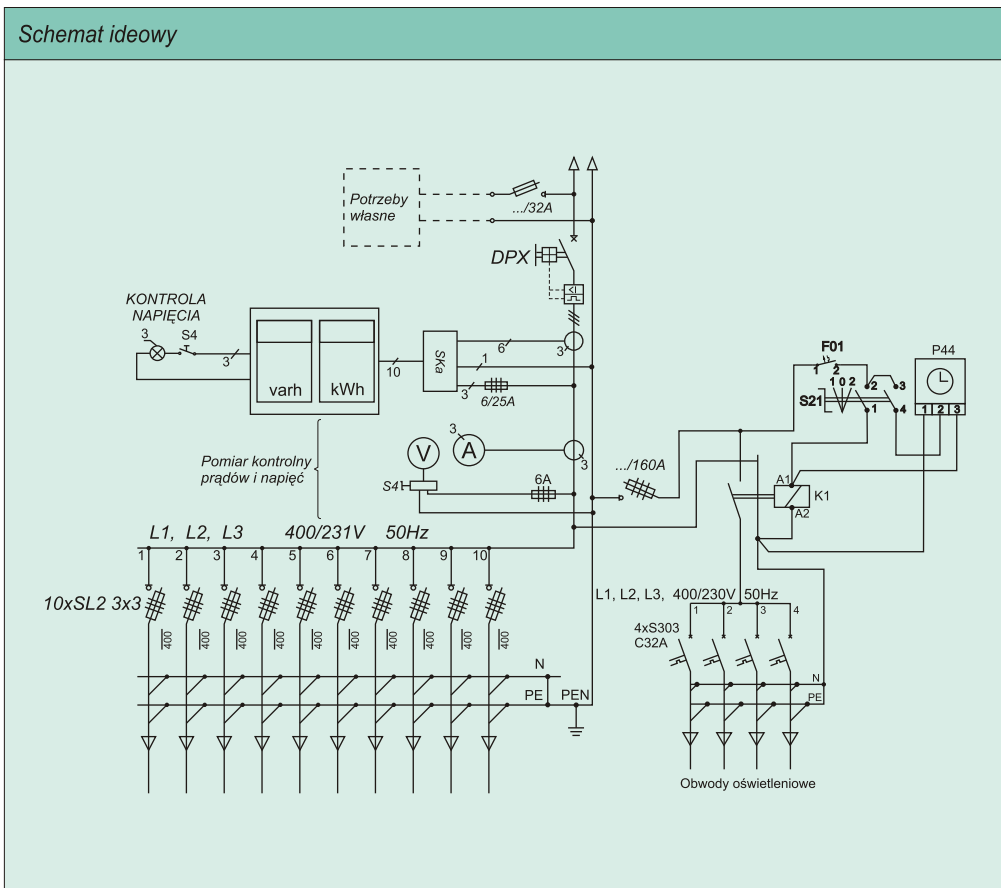 Schemat ideowy
Potrzeby
własne
.../32A
DPX
KONTROLA
NAPIĘCIA
3
S4
3
varh
kWh
10
SKa
6
1
3
3
6/25A
F01
1 2
1 0 2
S21
2
3
1
4
P44
1 2 3
Pomiar kontrolny
prądów i napięć
V
3
A
3
S41
6A
.../160A
A1
K1
A2
L1, L2, L3 400/231V 50Hz
1 2 3 4 5 6 7 8 9 10
10xSL2 3x3
400 400 400 400 400 400 400 400 400 400
N
PE
PEN
L1, L2, L3, 400/230V 50Hz
1 2 3 4
4xS303
C32A
N
PE
Obwody oświetleniowe